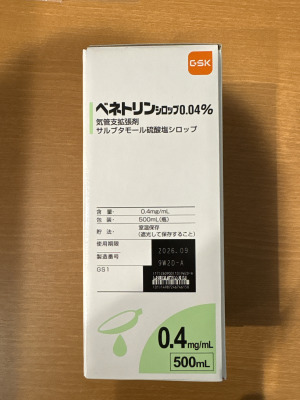 GSK
ベネトリンシロップ0.04%
気管支拡張剤
サルブタモール硫酸塩シロップ
含 量: 0.4mg/mL
包 装: 500mL(瓶)
貯 法: 室温保存
(遮光して保存すること)
使用期限 2026.09
製造番号 9W2D-A
GS1
0.4mg/mL
500mL